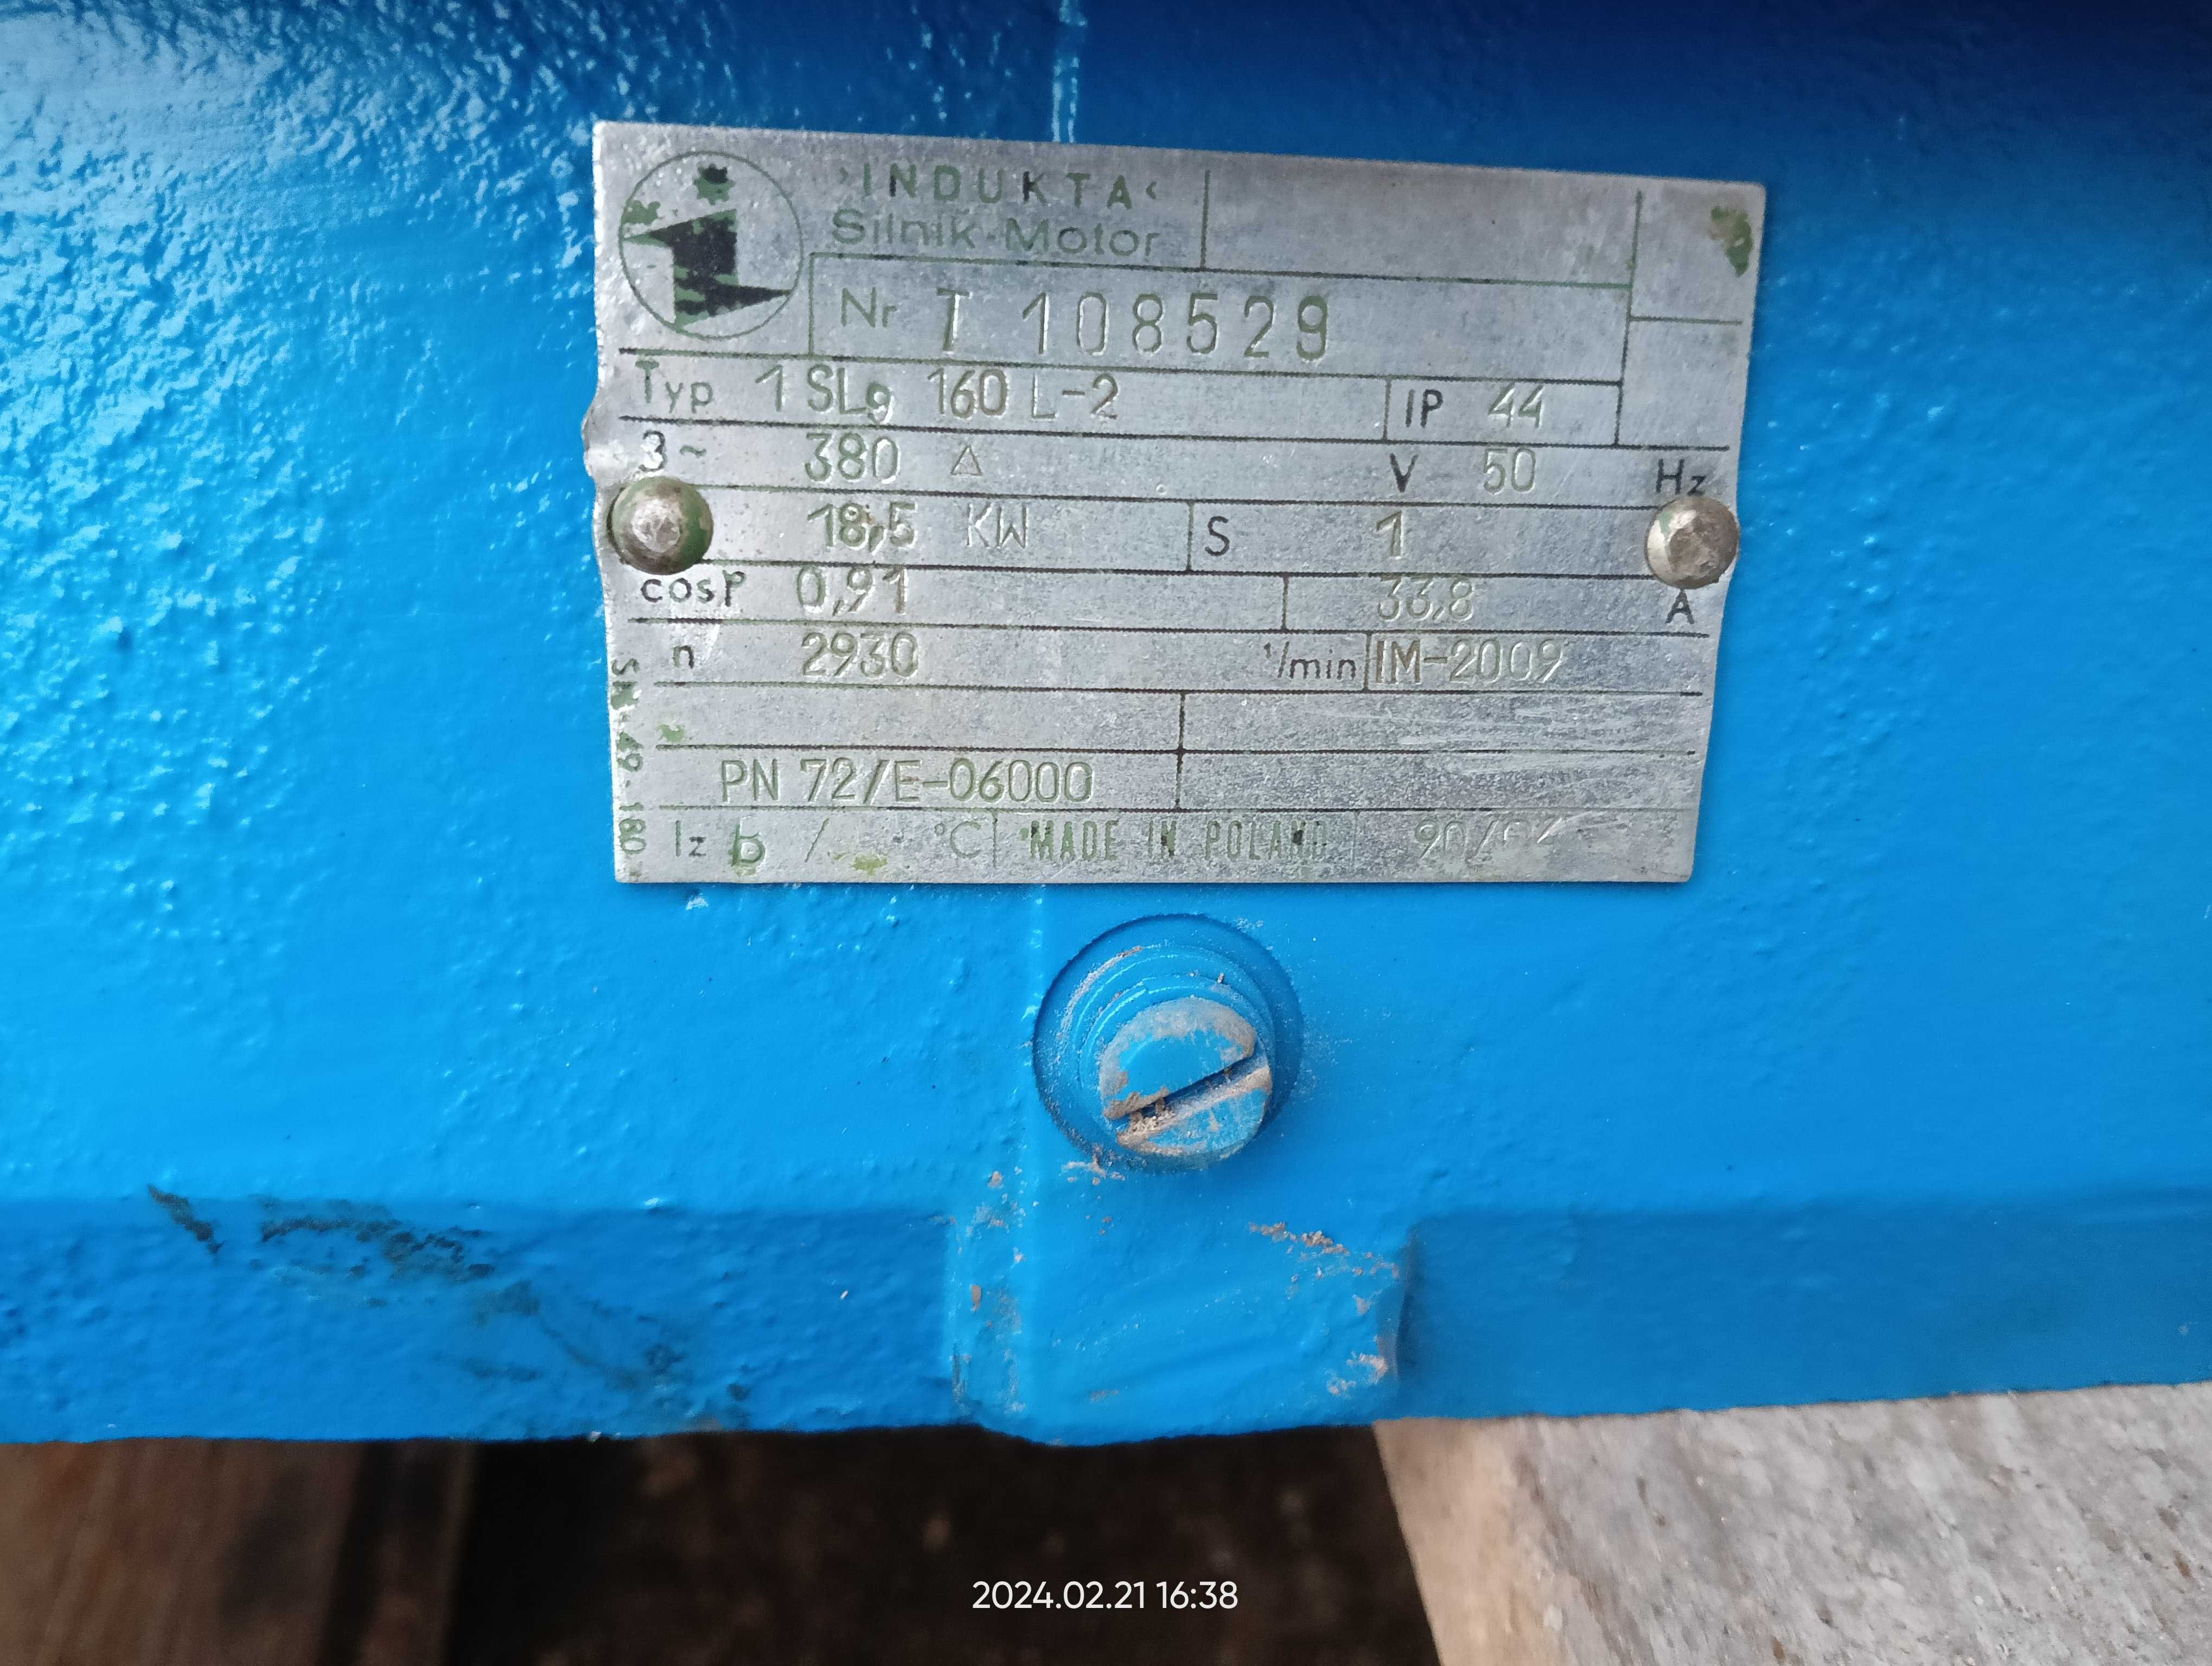 ›INDUKTA‹
Silnik-Motor
Nr T 108529
Typ 1SLg 160 L-2 IP 44
3~ 380 △ V 50 Hz
18,5 KW S 1
cosφ 0,91 33,8 A
n 2930 1/min IM-2009
PN 72/E-06000
Iz b / °C MADE IN POLAND
2024.02.21 16:38